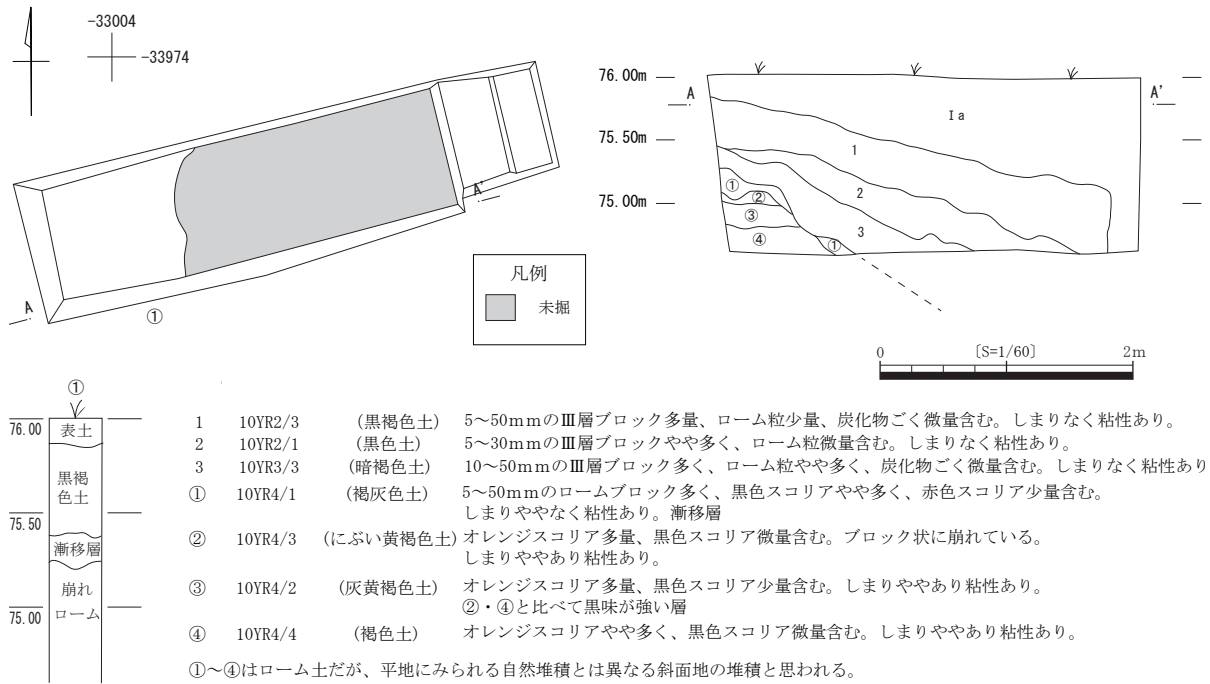 -33004
-33974
A
A'
①
凡例
未掘
76.00m
A
A'
Ⅰa
75.50m
1
2
75.00m
①
②
③
④
3
①
0 [S=1/60] 2m
①
76.00
表土
黒褐
色土
75.50
漸移層
崩れ
ローム
75.00
1 10YR2/3 (黒褐色土) 5～50mmのⅢ層ブロック多量、ローム粒少量、炭化物ごく微量含む。しまりなく粘性あり。
2 10YR2/1 (黒色土) 5～30mmのⅢ層ブロックやや多く、ローム粒微量含む。しまりなく粘性あり。
3 10YR3/3 (暗褐色土) 10～50mmのⅢ層ブロック多く、ローム粒やや多く、炭化物ごく微量含む。しまりなく粘性あり
① 10YR4/1 (褐灰色土) 5～50mmのロームブロック多く、黒色スコリアやや多く、赤色スコリア少量含む。
しまりややなく粘性あり。漸移層
② 10YR4/3 (にぶい黄褐色土) オレンジスコリア多量、黒色スコリア微量含む。ブロック状に崩れている。
しまりややあり粘性あり。
③ 10YR4/2 (灰黄褐色土) オレンジスコリア多量、黒色スコリア少量含む。しまりややあり粘性あり。
②・④と比べて黒味が強い層
④ 10YR4/4 (褐色土) オレンジスコリアやや多く、黒色スコリア微量含む。しまりややあり粘性あり。
①～④はローム土だが、平地にみられる自然堆積とは異なる斜面地の堆積と思われる。